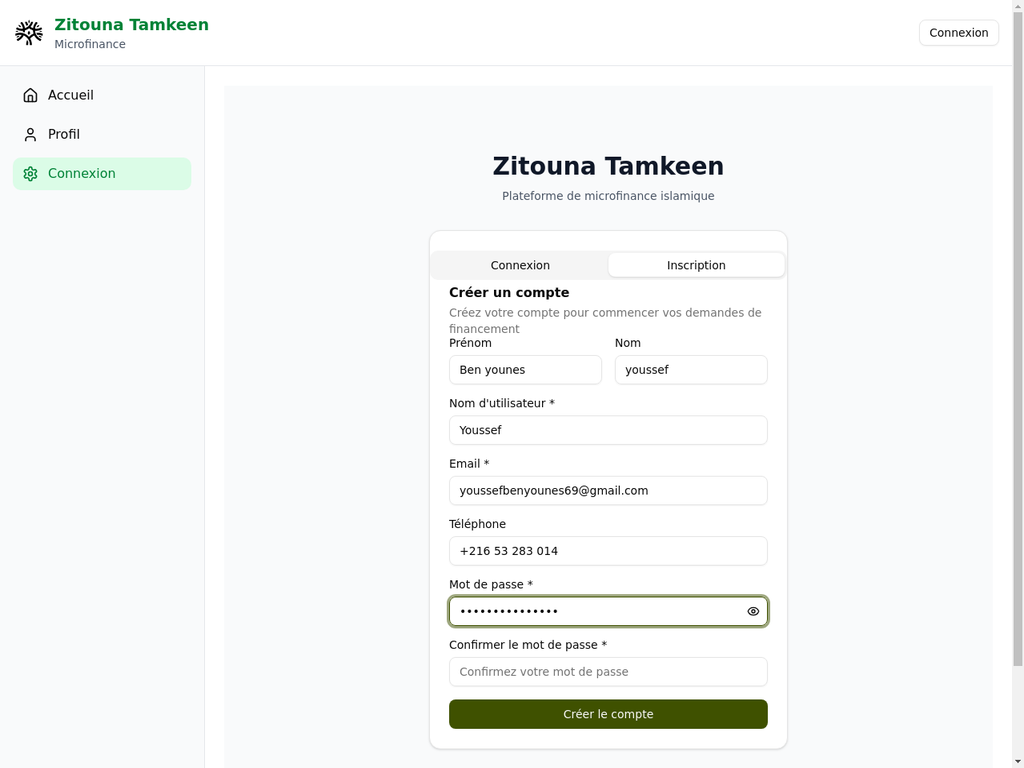 Zitouna Tamkeen
Microfinance
Connexion
Accueil
Profil
Connexion
Zitouna Tamkeen
Plateforme de microfinance islamique
Connexion
Inscription
Créer un compte
Créez votre compte pour commencer vos demandes de
financement
Prénom
Nom
Ben younes
youssef
Nom d'utilisateur *
Youssef
Email *
youssefbenyounes69@gmail.com
Téléphone
+216 53 283 014
Mot de passe *
•••••••••••••••
Confirmer le mot de passe *
Confirmez votre mot de passe
Créer le compte